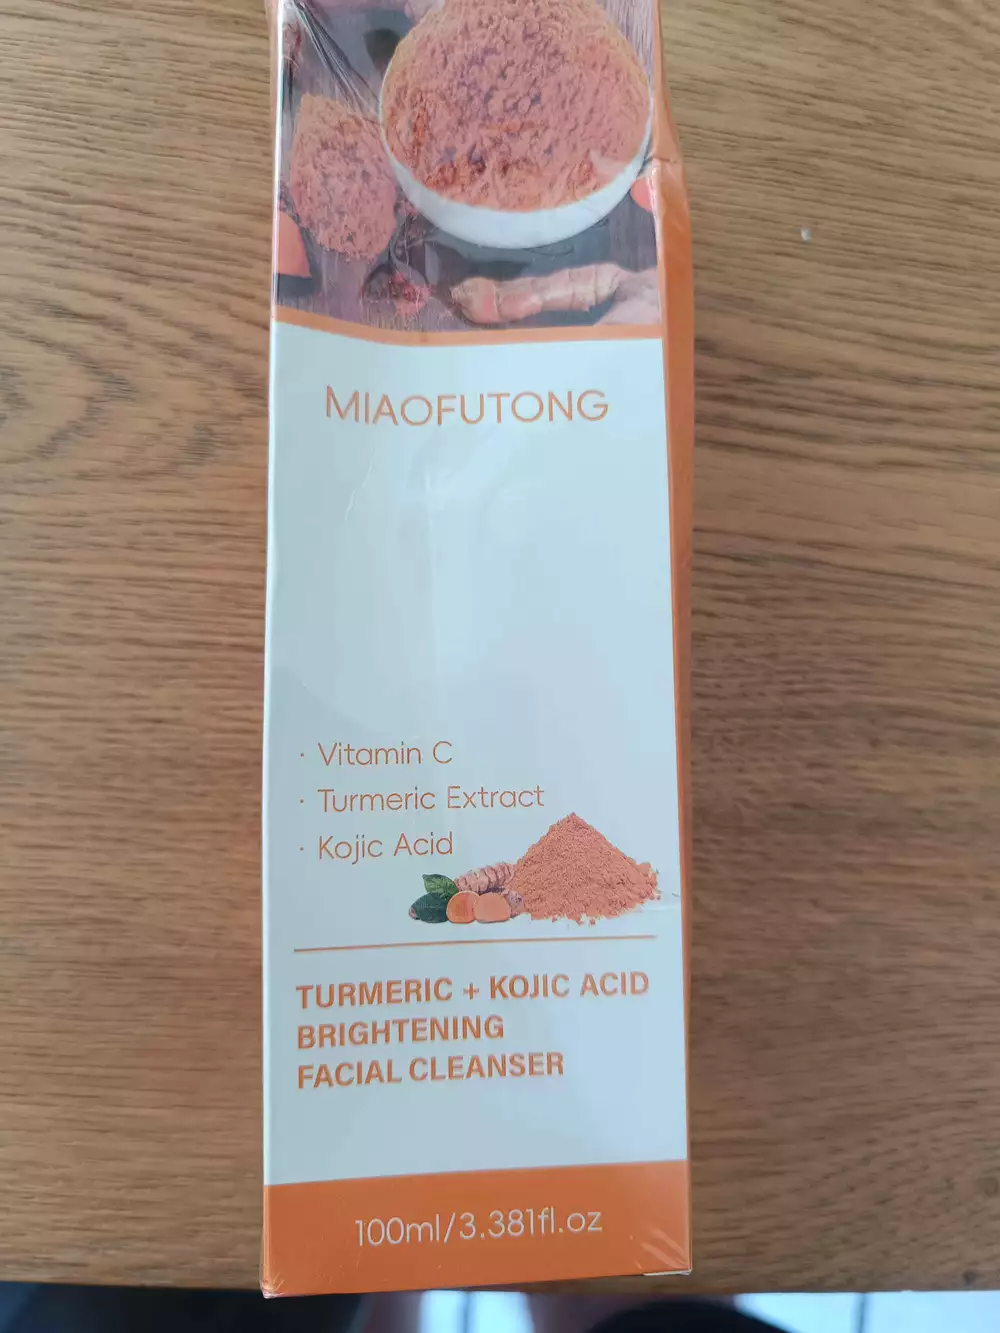 MIAOFUTONG
· Vitamin C
· Turmeric Extract
· Kojic Acid
TURMERIC + KOJIC ACID
BRIGHTENING
FACIAL CLEANSER
100ml/3.381fl.oz